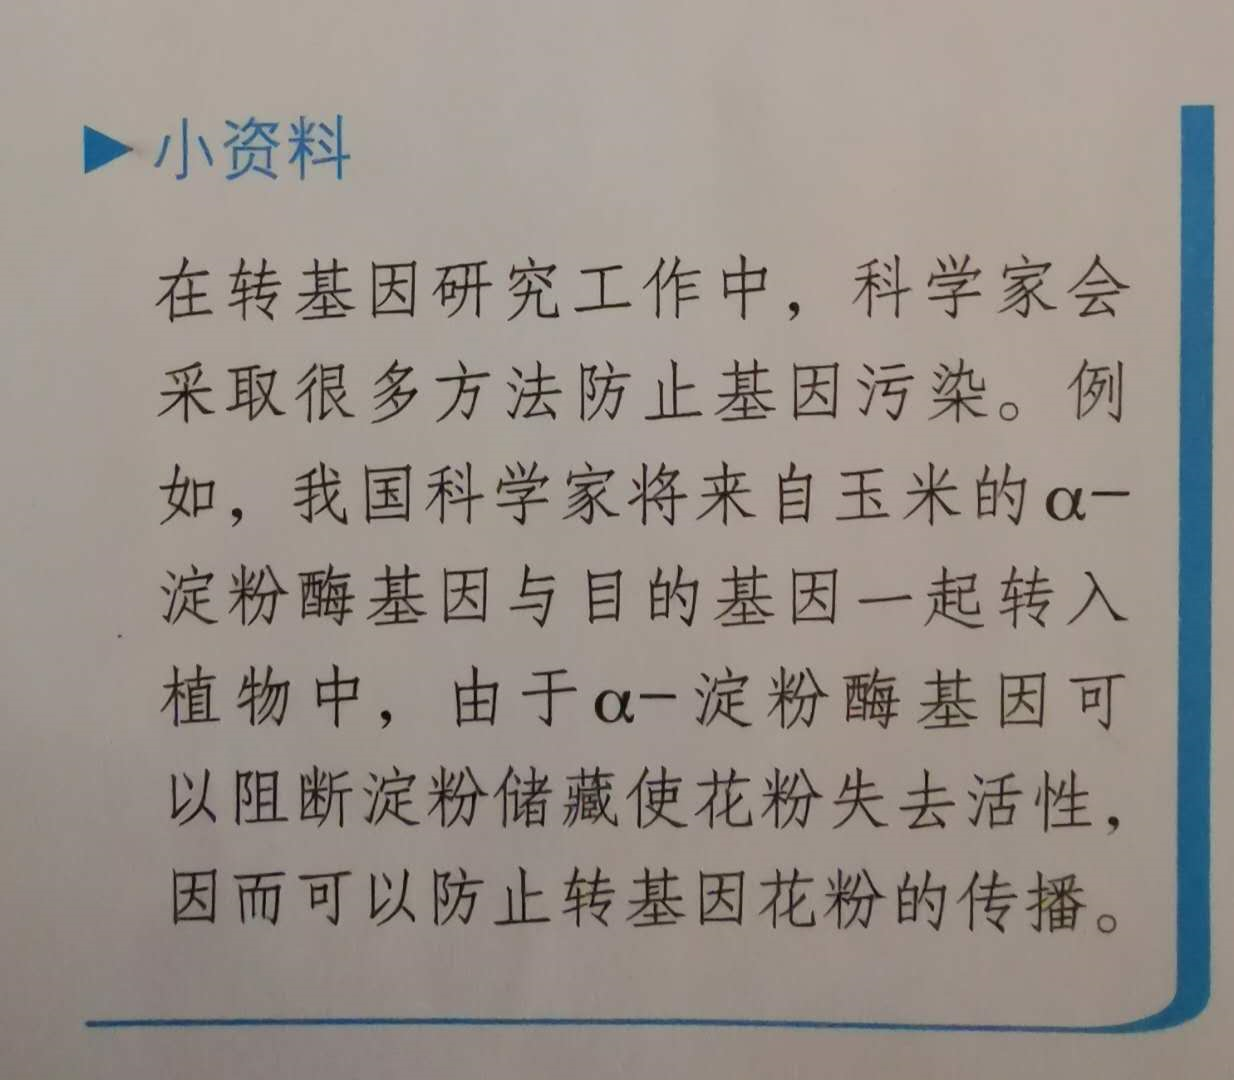 小资料
在转基因研究工作中，科学家会
采取很多方法防止基因污染。例
如，我国科学家将来自玉米的α-
淀粉酶基因与目的基因一起转入
植物中，由于α-淀粉酶基因可
以阻断淀粉储藏使花粉失去活性，
因而可以防止转基因花粉的传播。